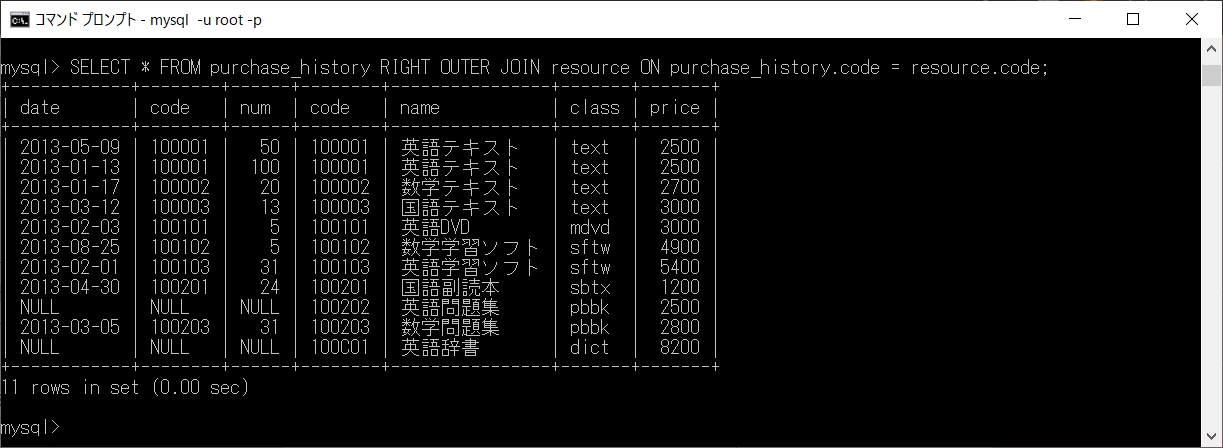 コマンド プロンプト - mysql -u root -p
mysql> SELECT * FROM purchase_history RIGHT OUTER JOIN resource ON purchase_history.code = resource.code;
+------------+--------+------+--------+----------------+-------+-------+
| date | code | num | code | name | class | price |
+------------+--------+------+--------+----------------+-------+-------+
| 2013-05-09 | 100001 | 50 | 100001 | 英語テキスト | text | 2500 |
| 2013-01-13 | 100001 | 100 | 100001 | 英語テキスト | text | 2500 |
| 2013-01-17 | 100002 | 20 | 100002 | 数学テキスト | text | 2700 |
| 2013-03-12 | 100003 | 13 | 100003 | 国語テキスト | text | 3000 |
| 2013-02-03 | 100101 | 5 | 100101 | 英語DVD | mdvd | 3000 |
| 2013-08-25 | 100102 | 5 | 100102 | 数学学習ソフト | sftw | 4900 |
| 2013-02-01 | 100103 | 31 | 100103 | 英語学習ソフト | sftw | 5400 |
| 2013-04-30 | 100201 | 24 | 100201 | 国語副読本 | sbtx | 1200 |
| NULL | NULL | NULL | 100202 | 英語問題集 | pbbk | 2500 |
| 2013-03-05 | 100203 | 31 | 100203 | 数学問題集 | pbbk | 2800 |
| NULL | NULL | NULL | 100C01 | 英語辞書 | dict | 8200 |
+------------+--------+------+--------+----------------+-------+-------+
11 rows in set (0.00 sec)
mysql>